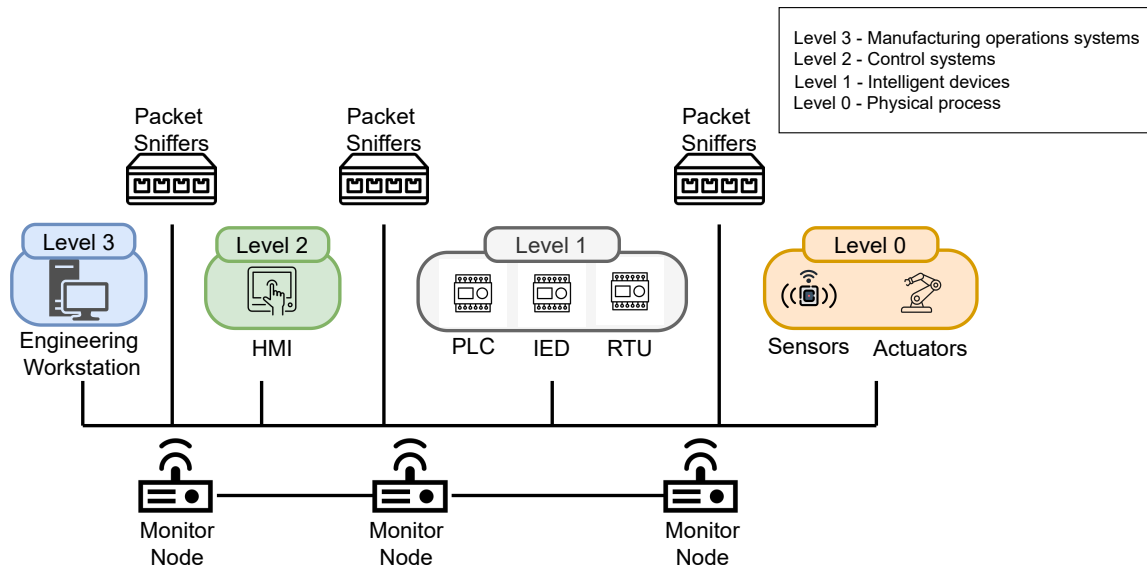 Level 3 - Manufacturing operations systems
Level 2 - Control systems
Level 1 - Intelligent devices
Level 0 - Physical process
Packet
Sniffers
Packet
Sniffers
Packet
Sniffers
Level 3
Level 2
Level 1
Level 0
Engineering
Workstation
HMI
PLC
IED
RTU
Sensors
Actuators
Monitor
Node
Monitor
Node
Monitor
Node